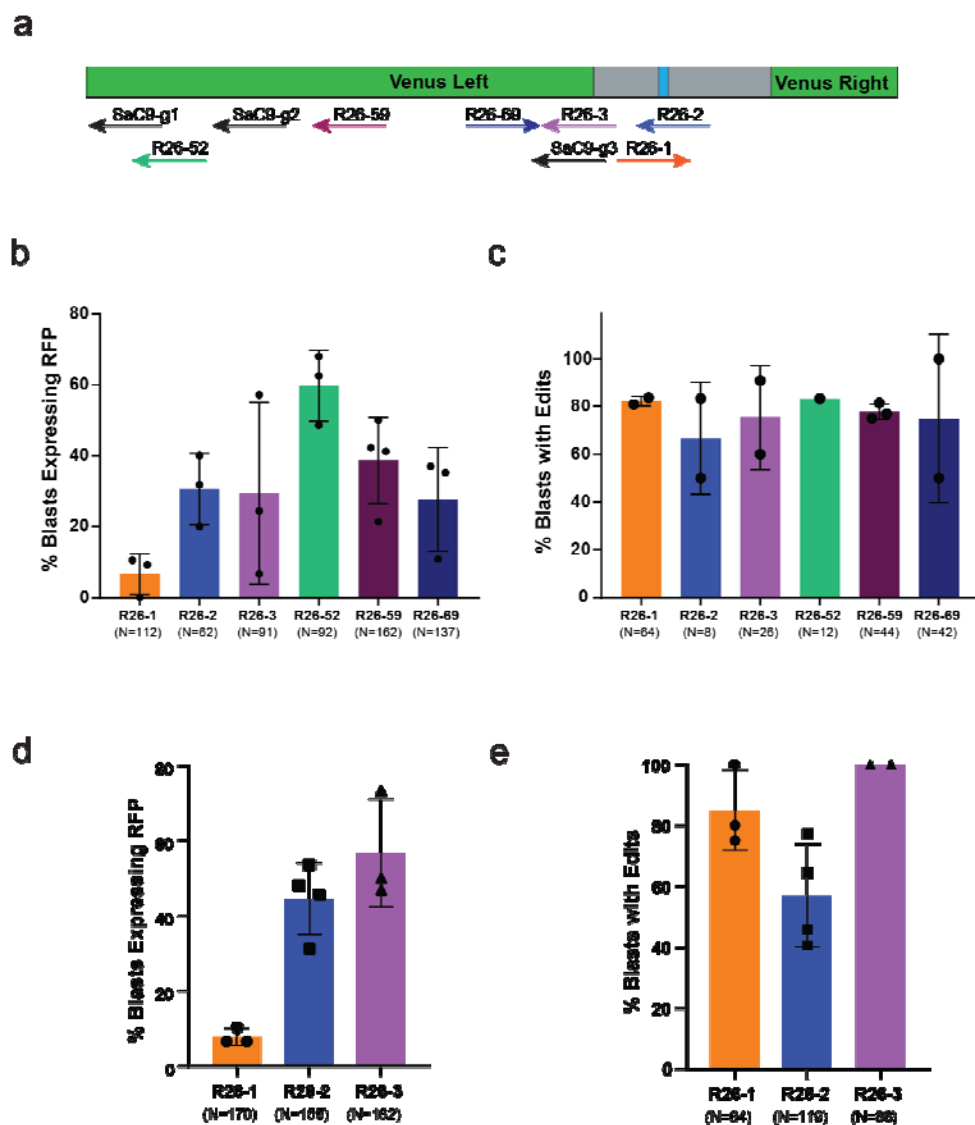 a
Venus Left Venus Right
SaC9-g1 SaC9-g2 R26-59 R26-69 R26-3 R26-2
R26-52 SaC9-g3 R26-1
b
% Blasts Expressing RFP
80
60
40
20
0
R26-1 R26-2 R26-3 R26-52 R26-59 R26-69
(N=112) (N=62) (N=91) (N=92) (N=162) (N=137)
c
% Blasts with Edits
100
80
60
40
20
0
R26-1 R26-2 R26-3 R26-52 R26-59 R26-69
(N=64) (N=8) (N=26) (N=12) (N=44) (N=42)
d
% Blasts Expressing RFP
80
60
40
20
0
R26-1 R26-2 R26-3
(N=170) (N=162)
e
% Blasts with Edits
100
80
60
40
20
0
R26-1 R26-2 R26-3
(N=64) (N=119)